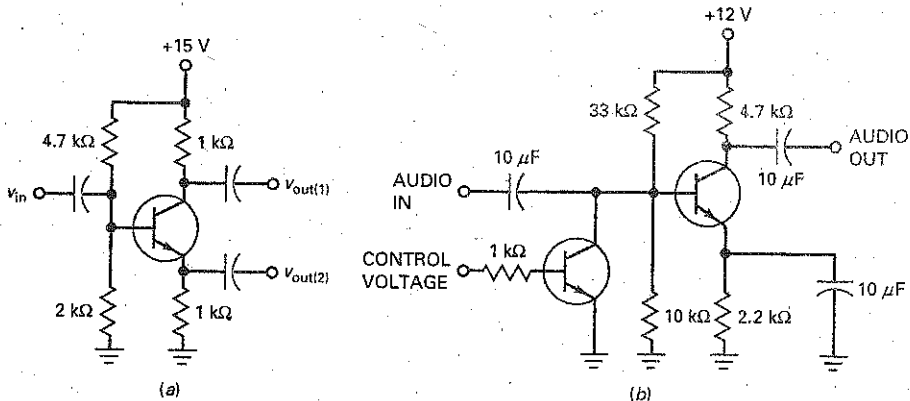 +15 V
4.7 kΩ
1 kΩ
vin
vout(1)
vout(2)
2 kΩ
1 kΩ
(a)
+12 V
33 kΩ
4.7 kΩ
AUDIO
OUT
10 μF
10 μF
AUDIO
IN
CONTROL
VOLTAGE
1 kΩ
10 kΩ
2.2 kΩ
10 μF
(b)